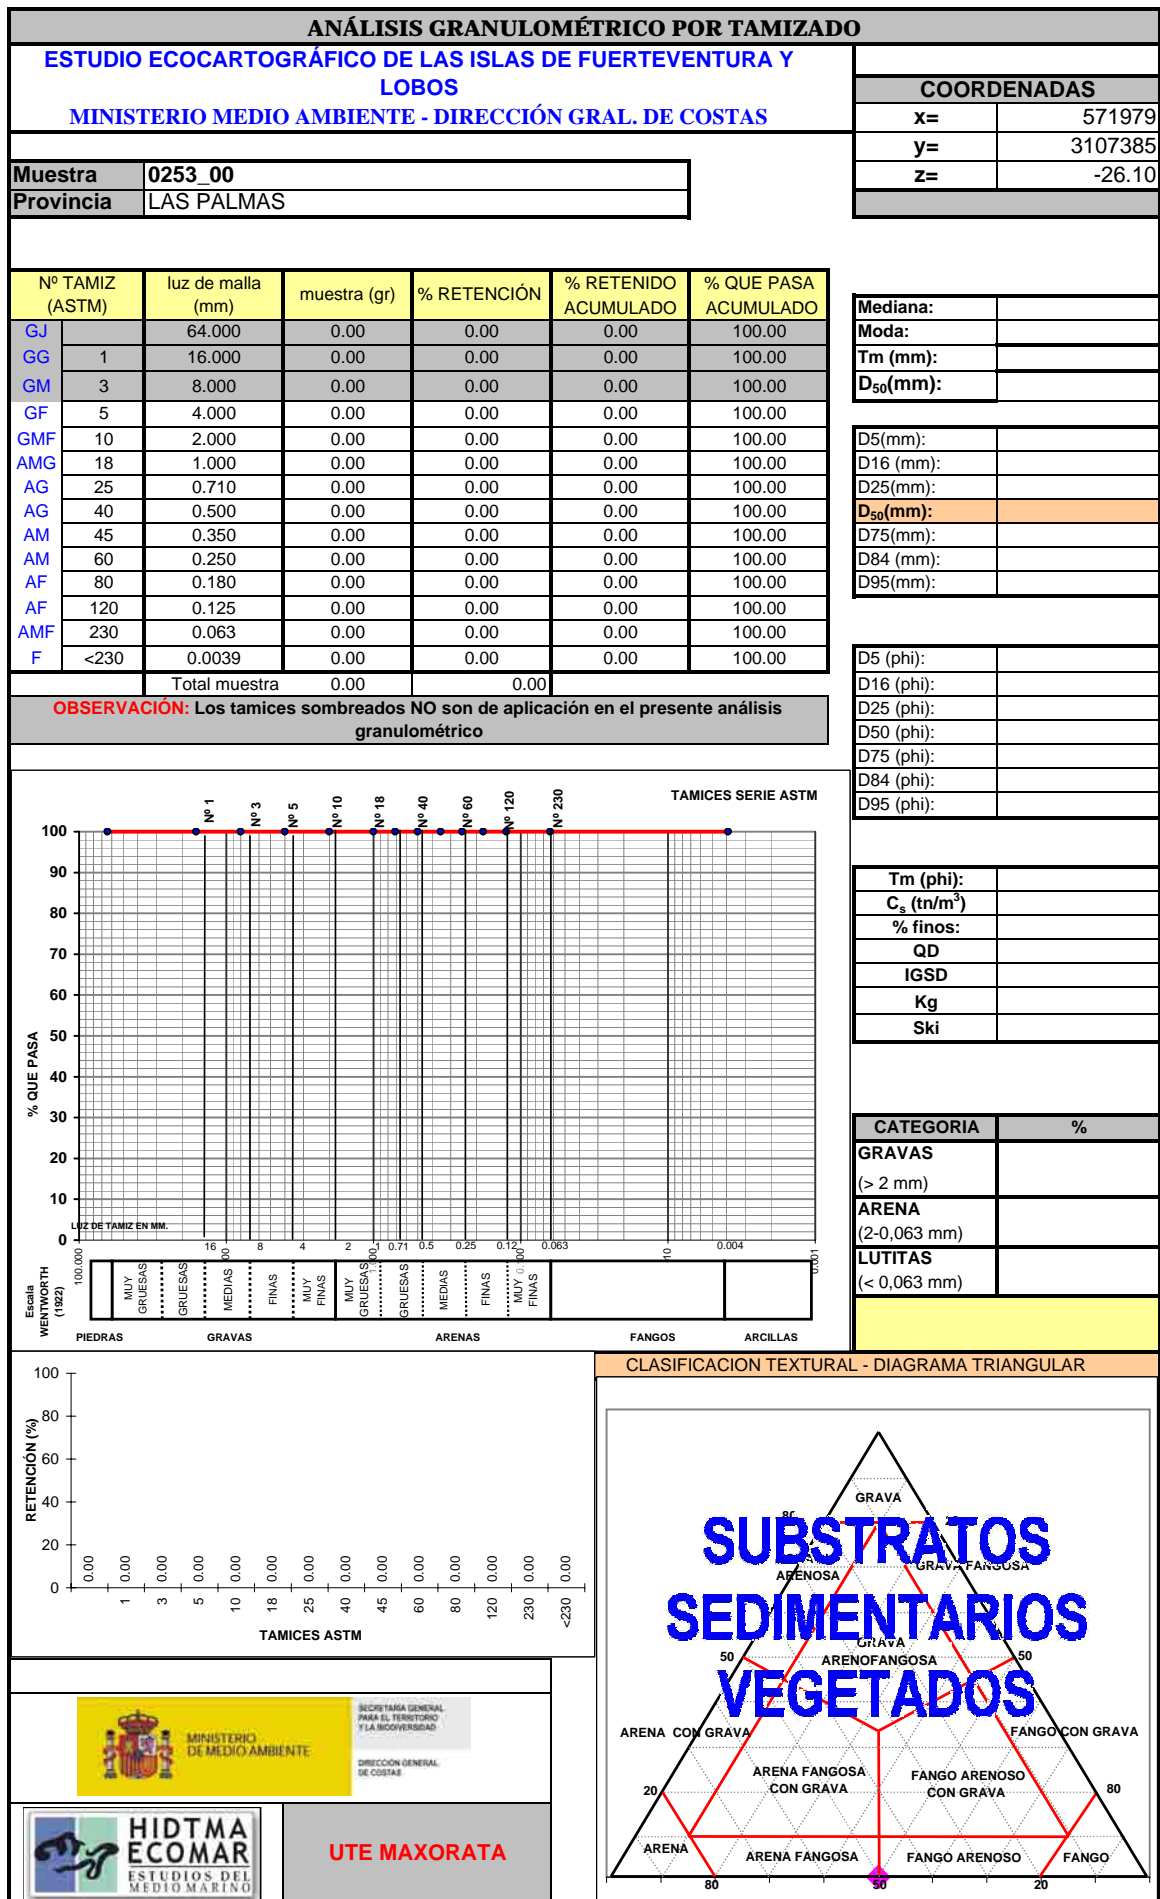 ANÁLISIS GRANULOMÉTRICO POR TAMIZADO
ESTUDIO ECOCARTOGRÁFICO DE LAS ISLAS DE FUERTEVENTURA Y
LOBOS
MINISTERIO MEDIO AMBIENTE - DIRECCIÓN GRAL. DE COSTAS
COORDENADAS
x= 571979
y= 3107385
z= -26.10
Muestra 0253_00
Provincia LAS PALMAS
Nº TAMIZ (ASTM) luz de malla (mm) muestra (gr) % RETENCIÓN % RETENIDO ACUMULADO % QUE PASA ACUMULADO
GJ 64.000 0.00 0.00 0.00 100.00
GG 1 16.000 0.00 0.00 0.00 100.00
GM 3 8.000 0.00 0.00 0.00 100.00
GF 5 4.000 0.00 0.00 0.00 100.00
GMF 10 2.000 0.00 0.00 0.00 100.00
AMG 18 1.000 0.00 0.00 0.00 100.00
AG 25 0.710 0.00 0.00 0.00 100.00
AG 40 0.500 0.00 0.00 0.00 100.00
AM 45 0.350 0.00 0.00 0.00 100.00
AM 60 0.250 0.00 0.00 0.00 100.00
AF 80 0.180 0.00 0.00 0.00 100.00
AF 120 0.125 0.00 0.00 0.00 100.00
AMF 230 0.063 0.00 0.00 0.00 100.00
F <230 0.0039 0.00 0.00 0.00 100.00
Total muestra 0.00 0.00
OBSERVACIÓN: Los tamices sombreados NO son de aplicación en el presente análisis
granulométrico
Mediana:
Moda:
Tm (mm):
D50(mm):
D5(mm):
D16 (mm):
D25(mm):
D50(mm):
D75(mm):
D84 (mm):
D95(mm):
D5 (phi):
D16 (phi):
D25 (phi):
D50 (phi):
D75 (phi):
D84 (phi):
D95 (phi):
Tm (phi):
Cs (tn/m3)
% finos:
QD
IGSD
Kg
Ski
CATEGORIA %
GRAVAS
(> 2 mm)
ARENA
(2-0,063 mm)
LUTITAS
(< 0,063 mm)
TAMICES SERIE ASTM
Nº 1 Nº 3 Nº 5 Nº 10 Nº 18 Nº 40 Nº 60 Nº 120 Nº 230
% QUE PASA
100
90
80
70
60
50
40
30
20
10
0
LUZ DE TAMIZ EN MM.
16 8 4 2 1 0.71 0.5 0.25 0.12 0.063 0.004
100.000 0.001
Escala
WENTWORTH
(1922)
MUY GRUESAS GRUESAS MEDIAS FINAS MUY FINAS MUY GRUESAS GRUESAS MEDIAS FINAS MUY FINAS
PIEDRAS GRAVAS ARENAS FANGOS ARCILLAS
RETENCIÓN (%)
100
80
60
40
20
0
0.00 0.00 0.00 0.00 0.00 0.00 0.00 0.00 0.00 0.00 0.00 0.00 0.00 0.00
1 3 5 10 18 25 40 45 60 80 120 230 <230
TAMICES ASTM
CLASIFICACION TEXTURAL - DIAGRAMA TRIANGULAR
GRAVA
SUBSTRATOS
ARENOSA
GRAVA FANGOSA
SEDIMENTARIOS
GRAVA
ARENOFANGOSA
50 50
VEGETADOS
ARENA CON GRAVA
FANGO CON GRAVA
ARENA FANGOSA
CON GRAVA
FANGO ARENOSO
CON GRAVA
20 80
ARENA
ARENA FANGOSA
FANGO ARENOSO
FANGO
80 50 20
MINISTERIO
DE MEDIO AMBIENTE
SECRETARÍA GENERAL
PARA EL TERRITORIO
Y LA BIODIVERSIDAD
DIRECCIÓN GENERAL
DE COSTAS
HIDTMA
ECOMAR
ESTUDIOS DEL
MEDIO MARINO
UTE MAXORATA